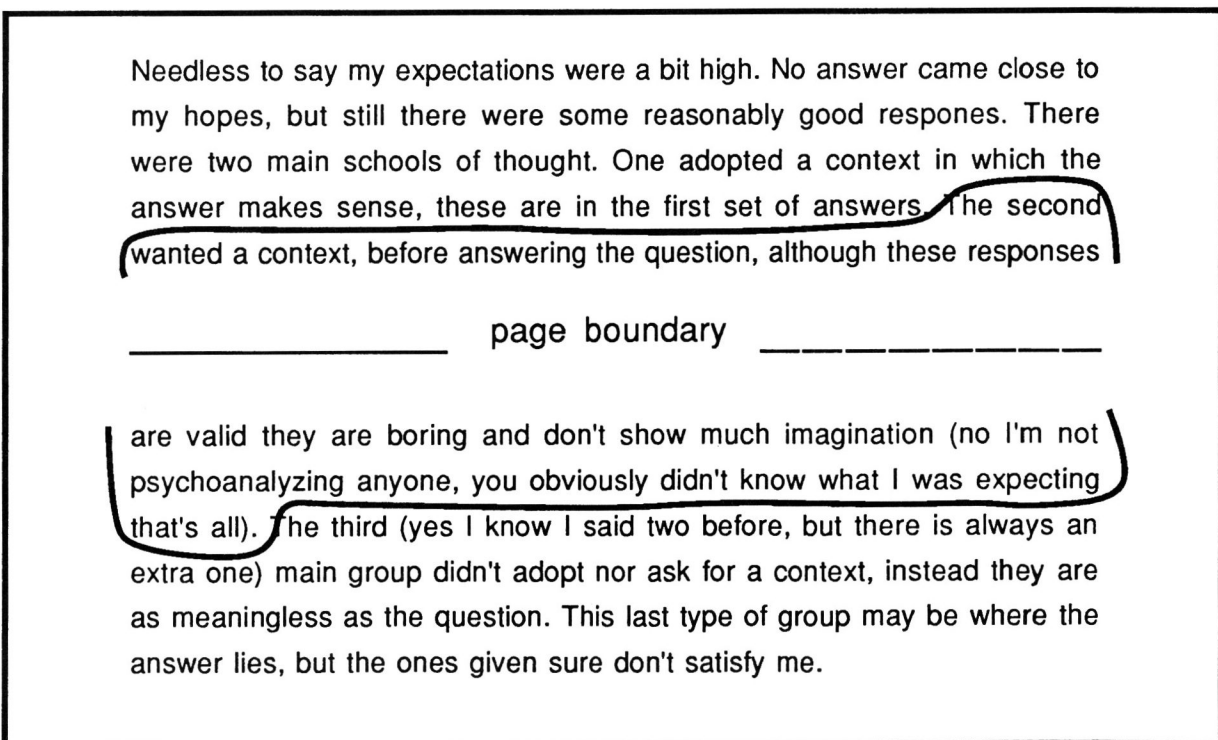 Needless to say my expectations were a bit high. No answer came close to
my hopes, but still there were some reasonably good respones. There
were two main schools of thought. One adopted a context in which the
answer makes sense, these are in the first set of answers. The second
wanted a context, before answering the question, although these responses
page boundary
are valid they are boring and don't show much imagination (no I'm not
psychoanalyzing anyone, you obviously didn't know what I was expecting
that's all). The third (yes I know I said two before, but there is always an
extra one) main group didn't adopt nor ask for a context, instead they are
as meaningless as the question. This last type of group may be where the
answer lies, but the ones given sure don't satisfy me.